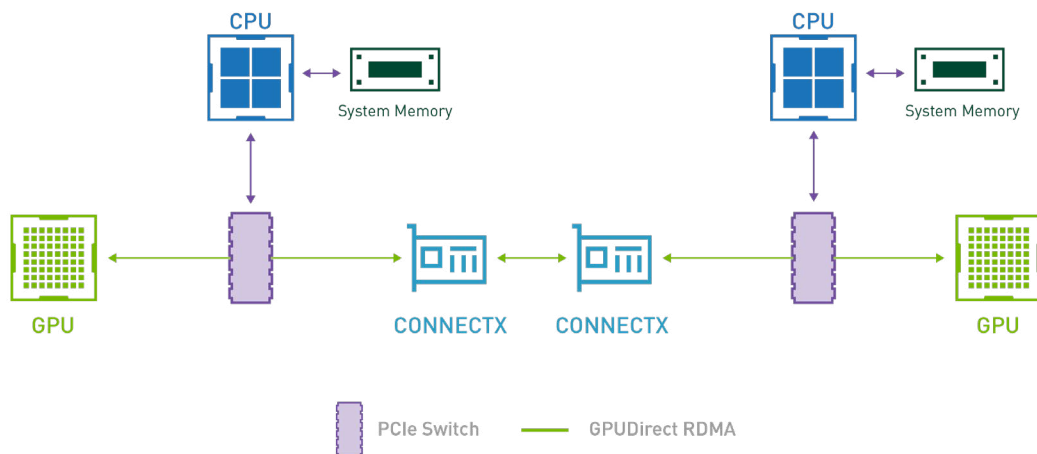 CPU
CPU
System Memory
System Memory
GPU
CONNECTX
CONNECTX
GPU
PCIe Switch
GPUDirect RDMA